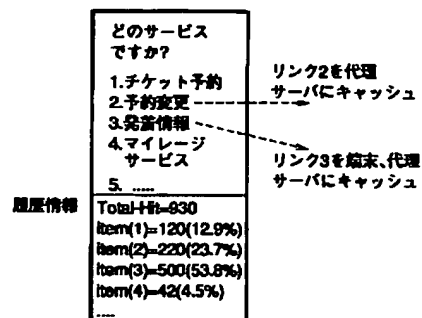 どのサービス
ですか?
1.チケット予約
2.予約変更
3.発着情報
4.マイレージ
サービス
5. .....
リンク2を代理
サーバにキャッシュ
リンク3を端末、代理
サーバにキャッシュ
履歴情報
Total-Hit=930
item(1)=120(12.9%)
item(2)=220(23.7%)
item(3)=500(53.8%)
item(4)=42(4.5%)
....